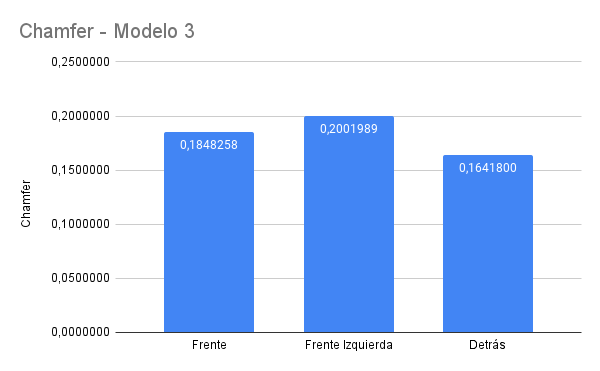 Chamfer - Modelo 3
Chamfer
0,2500000
0,2000000
0,1500000
0,1000000
0,0500000
0,0000000
0,1848258
0,2001989
0,1641800
Frente
Frente Izquierda
Detrás